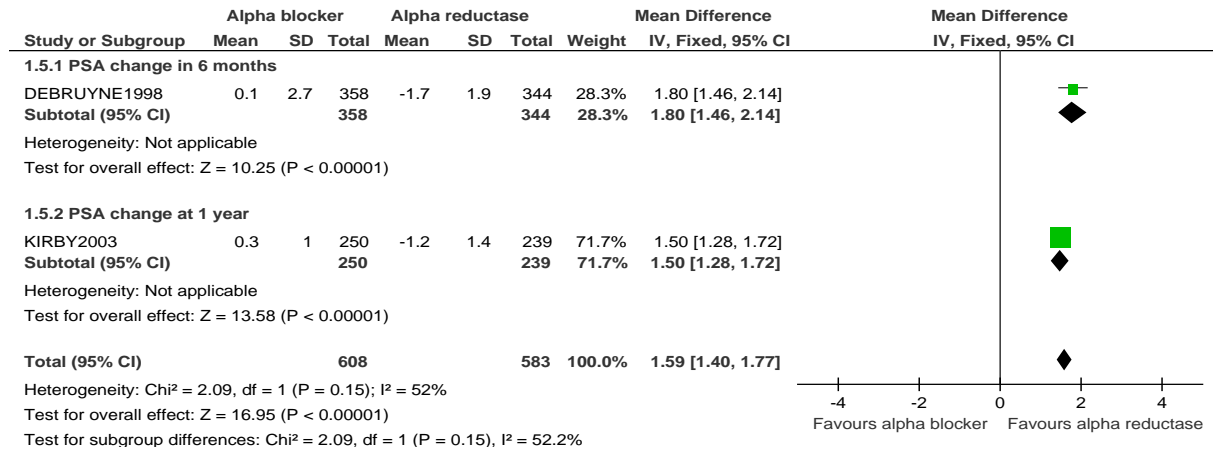 Alpha blocker Alpha reductase Mean Difference Mean Difference
Study or Subgroup Mean SD Total Mean SD Total Weight IV, Fixed, 95% CI IV, Fixed, 95% CI
1.5.1 PSA change in 6 months
DEBRUYNE1998 0.1 2.7 358 -1.7 1.9 344 28.3% 1.80 [1.46, 2.14]
Subtotal (95% CI) 358 344 28.3% 1.80 [1.46, 2.14]
Heterogeneity: Not applicable
Test for overall effect: Z = 10.25 (P < 0.00001)
1.5.2 PSA change at 1 year
KIRBY2003 0.3 1 250 -1.2 1.4 239 71.7% 1.50 [1.28, 1.72]
Subtotal (95% CI) 250 239 71.7% 1.50 [1.28, 1.72]
Heterogeneity: Not applicable
Test for overall effect: Z = 13.58 (P < 0.00001)
Total (95% CI) 608 583 100.0% 1.59 [1.40, 1.77]
Heterogeneity: Chi² = 2.09, df = 1 (P = 0.15); I² = 52%
Test for overall effect: Z = 16.95 (P < 0.00001)
Test for subgroup differences: Chi² = 2.09, df = 1 (P = 0.15), I² = 52.2%
-4 -2 0 2 4
Favours alpha blocker Favours alpha reductase